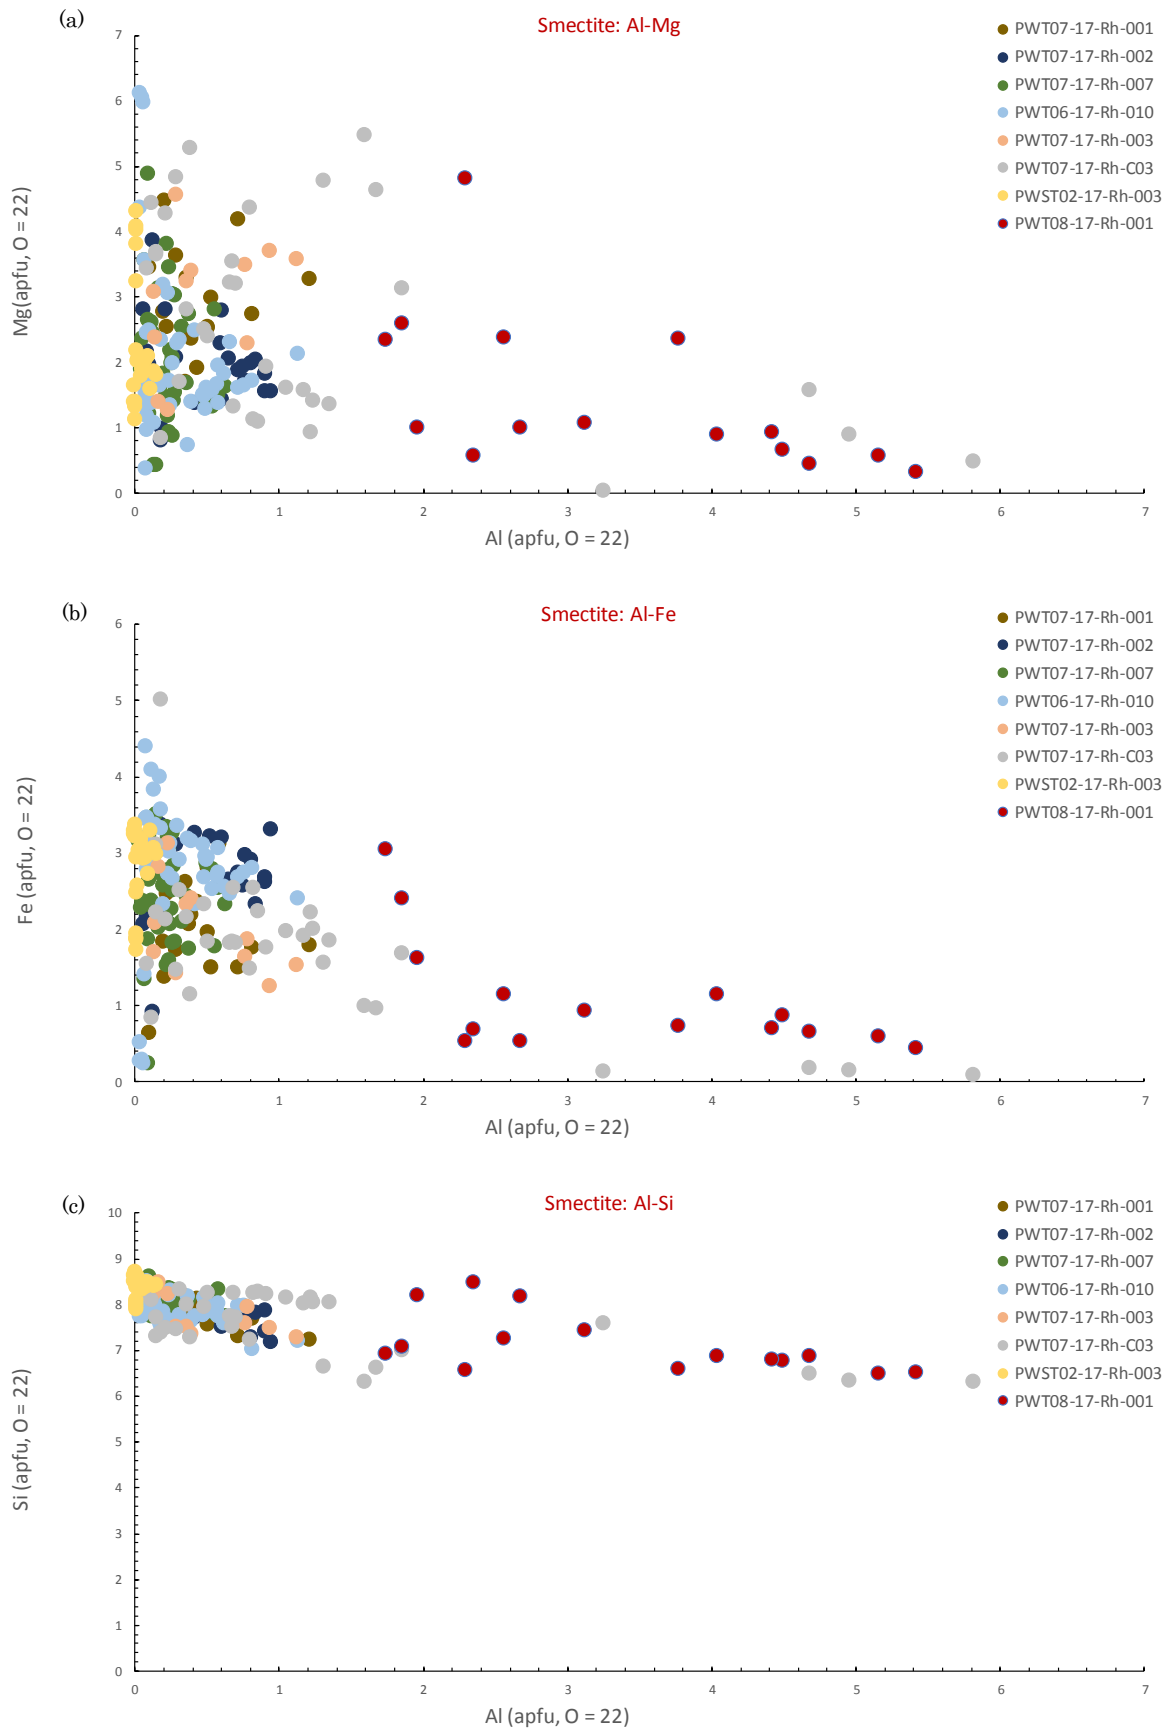 (a)
Smectite: Al-Mg
PWT07-17-Rh-001
PWT07-17-Rh-002
PWT07-17-Rh-007
PWT06-17-Rh-010
PWT07-17-Rh-003
PWT07-17-Rh-C03
PWST02-17-Rh-003
PWT08-17-Rh-001
Mg(apfu, O = 22)
7
6
5
4
3
2
1
0
0 1 2 3 4 5 6 7
Al (apfu, O = 22)
(b)
Smectite: Al-Fe
PWT07-17-Rh-001
PWT07-17-Rh-002
PWT07-17-Rh-007
PWT06-17-Rh-010
PWT07-17-Rh-003
PWT07-17-Rh-C03
PWST02-17-Rh-003
PWT08-17-Rh-001
Fe (apfu, O = 22)
6
5
4
3
2
1
0
0 1 2 3 4 5 6 7
Al (apfu, O = 22)
(c)
Smectite: Al-Si
PWT07-17-Rh-001
PWT07-17-Rh-002
PWT07-17-Rh-007
PWT06-17-Rh-010
PWT07-17-Rh-003
PWT07-17-Rh-C03
PWST02-17-Rh-003
PWT08-17-Rh-001
Si (apfu, O = 22)
10
9
8
7
6
5
4
3
2
1
0
0 1 2 3 4 5 6 7
Al (apfu, O = 22)